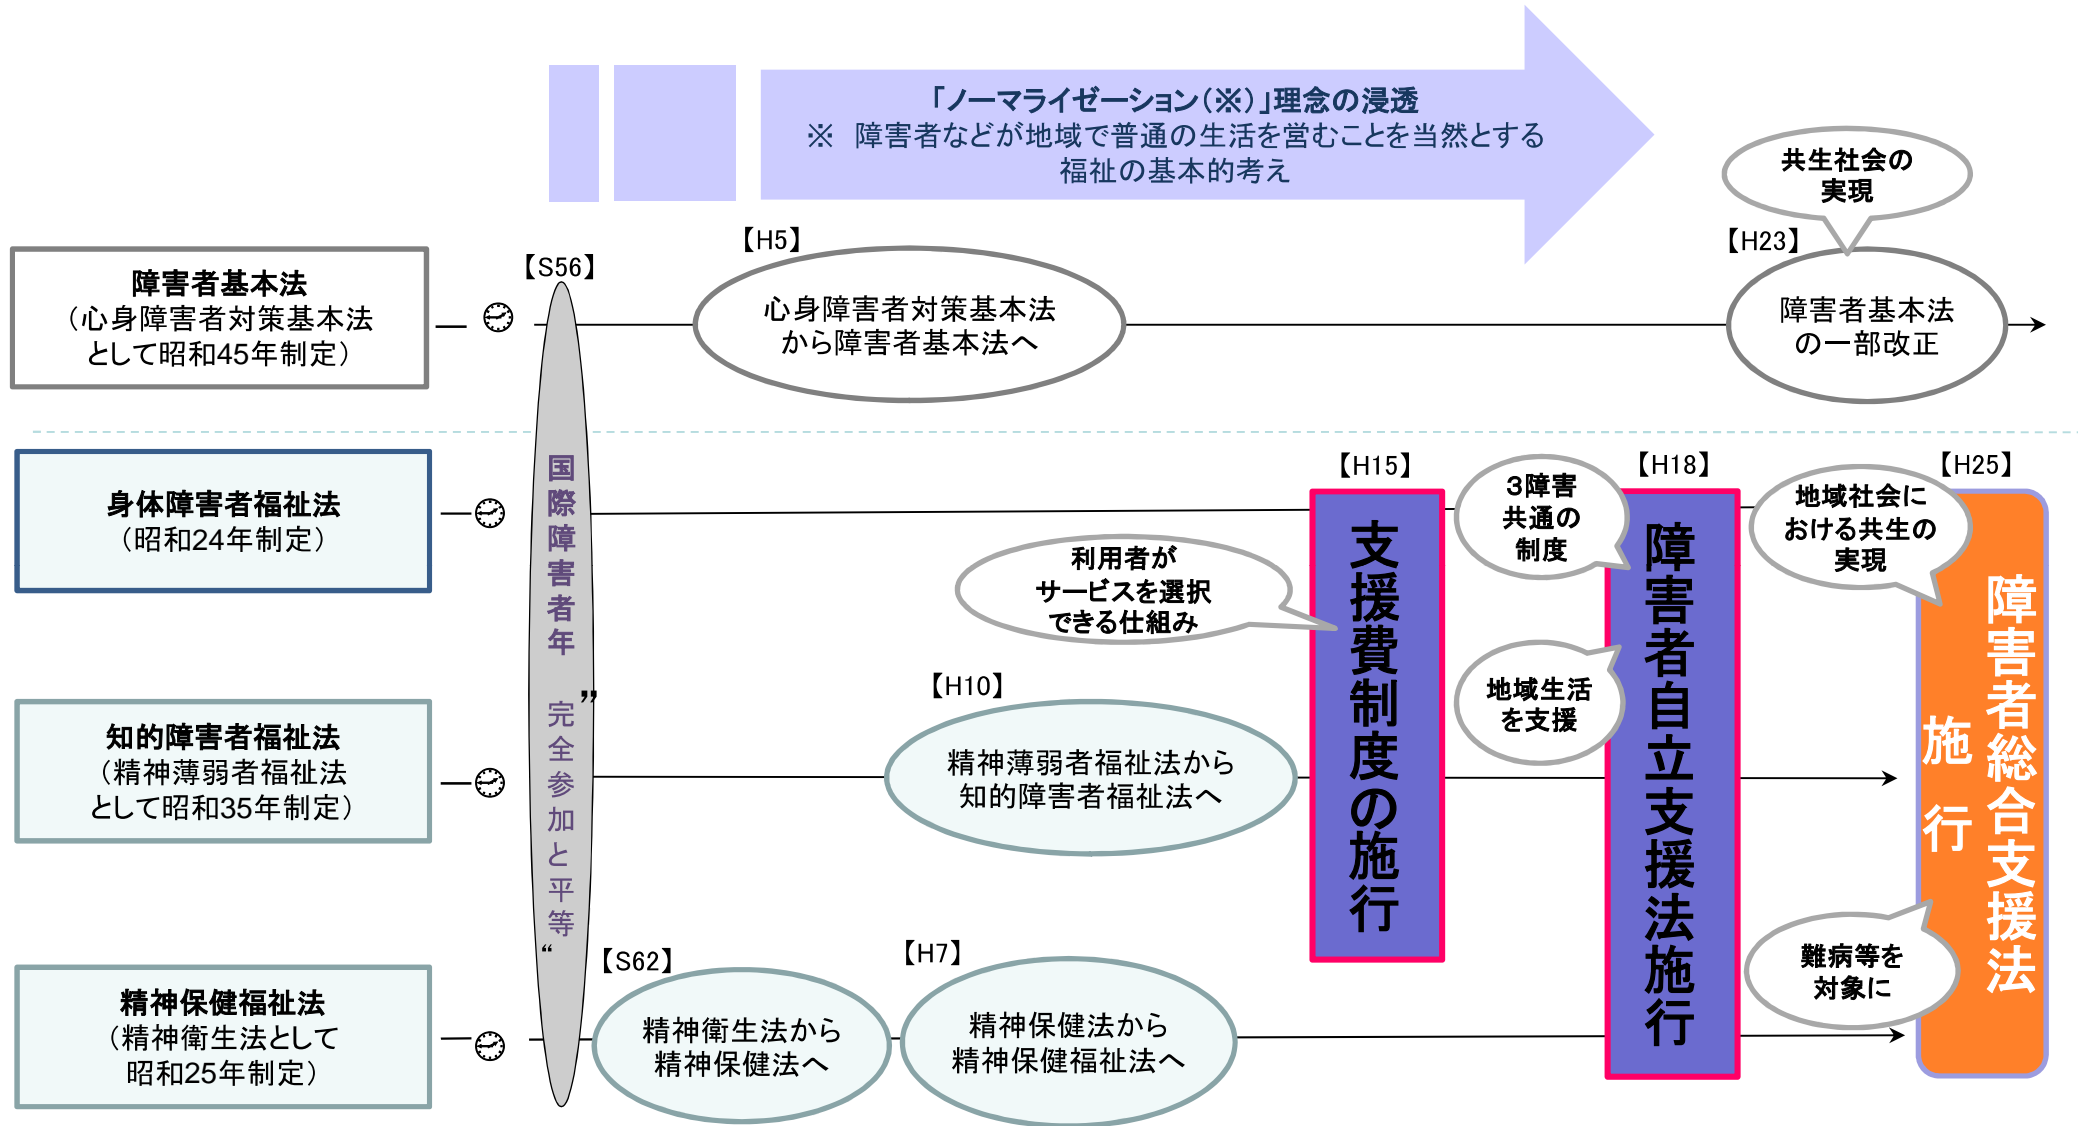 「ノーマライゼーション（※）」理念の浸透
※　障害者などが地域で普通の生活を営むことを当然とする
福祉の基本的考え
共生社会の
実現
【H5】
【H23】
【S56】
障害者基本法
（心身障害者対策基本法
として昭和45年制定）
心身障害者対策基本法
から障害者基本法へ
障害者基本法
の一部改正
国際障害者年　”完全参加と平等“
身体障害者福祉法
（昭和24年制定）
【H15】
【H18】
【H25】
利用者が
サービスを選択
できる仕組み
支援費制度の施行
３障害
共通の
制度
地域生活
を支援
障害者自立支援法施行
地域社会に
おける共生の
実現
障害者総合支援法
施行
難病等を
対象に
知的障害者福祉法
（精神薄弱者福祉法
として昭和35年制定）
【H10】
精神薄弱者福祉法から
知的障害者福祉法へ
精神保健福祉法
（精神衛生法として
昭和25年制定）
【S62】
精神衛生法から
精神保健法へ
【H7】
精神保健法から
精神保健福祉法へ